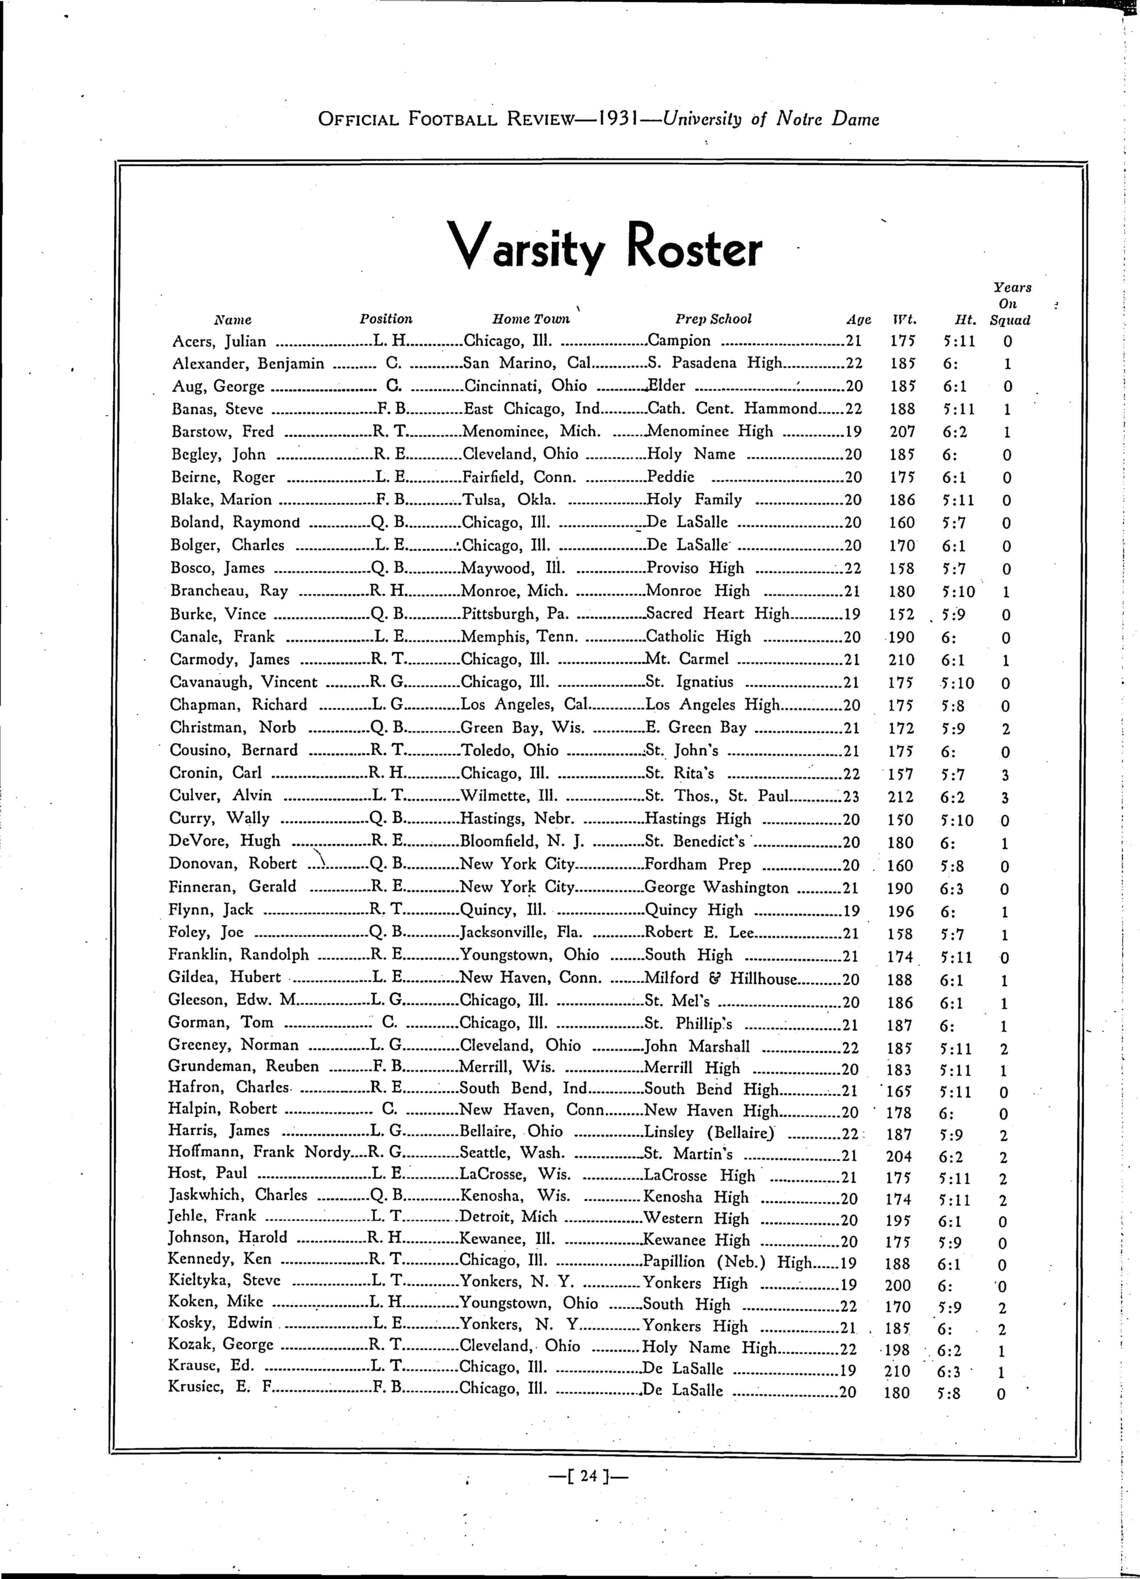 OFFICIAL FOOTBALL REVIEW—1931—University of Notre Dame
Varsity Roster
Years
On
Name Position Home Town Prep School Age Wt. Ht. Squad
Acers, Julian L. H. Chicago, Ill. Campion 21 175 5:11 0
Alexander, Benjamin C. San Marino, Cal. S. Pasadena High 22 185 6: 1
Aug, George C. Cincinnati, Ohio Elder 20 185 6:1 0
Banas, Steve F. B. East Chicago, Ind. Cath. Cent. Hammond 22 188 5:11 1
Barstow, Fred R. T. Menominee, Mich. Menominee High 19 207 6:2 1
Begley, John R. E. Cleveland, Ohio Holy Name 20 185 6: 0
Beirne, Roger L. E. Fairfield, Conn. Peddie 20 175 6:1 0
Blake, Marion F. B. Tulsa, Okla. Holy Family 20 186 5:11 0
Boland, Raymond Q. B. Chicago, Ill. De LaSalle 20 160 5:7 0
Bolger, Charles L. E. Chicago, Ill. De LaSalle 20 170 6:1 0
Bosco, James Q. B. Maywood, Ill. Proviso High 22 158 5:7 0
Brancheau, Ray R. H. Monroe, Mich. Monroe High 21 180 5:10 1
Burke, Vince Q. B. Pittsburgh, Pa. Sacred Heart High 19 152 5:9 0
Canale, Frank L. E. Memphis, Tenn. Catholic High 20 190 6: 0
Carmody, James R. T. Chicago, Ill. Mt. Carmel 21 210 6:1 1
Cavanaugh, Vincent R. G. Chicago, Ill. St. Ignatius 21 175 5:10 0
Chapman, Richard L. G. Los Angeles, Cal. Los Angeles High 20 175 5:8 0
Christman, Norb Q. B. Green Bay, Wis. E. Green Bay 21 172 5:9 2
Cousino, Bernard R. T. Toledo, Ohio St. John's 21 175 6: 0
Cronin, Carl R. H. Chicago, Ill. St. Rita's 22 157 5:7 3
Culver, Alvin L. T. Wilmette, Ill. St. Thos., St. Paul 23 212 6:2 3
Curry, Wally Q. B. Hastings, Nebr. Hastings High 20 150 5:10 0
DeVore, Hugh R. E. Bloomfield, N. J. St. Benedict's 20 180 6: 1
Donovan, Robert Q. B. New York City Fordham Prep 20 160 5:8 0
Finneran, Gerald R. E. New York City George Washington 21 190 6:3 0
Flynn, Jack R. T. Quincy, Ill. Quincy High 19 196 6: 1
Foley, Joe Q. B. Jacksonville, Fla. Robert E. Lee 21 158 5:7 1
Franklin, Randolph R. E. Youngstown, Ohio South High 21 174 5:11 0
Gildea, Hubert L. E. New Haven, Conn. Milford & Hillhouse 20 188 6:1 1
Gleeson, Edw. M. L. G. Chicago, Ill. St. Mel's 20 186 6:1 1
Gorman, Tom C. Chicago, Ill. St. Phillip's 21 187 6: 1
Greeney, Norman L. G. Cleveland, Ohio John Marshall 22 185 5:11 2
Grundeman, Reuben F. B. Merrill, Wis. Merrill High 20 183 5:11 1
Hafron, Charles R. E. South Bend, Ind. South Bend High 21 165 5:11 0
Halpin, Robert C. New Haven, Conn. New Haven High 20 178 6: 0
Harris, James L. G. Bellaire, Ohio Linsley (Bellaire) 22 187 5:9 2
Hoffmann, Frank Nordy R. G. Seattle, Wash. St. Martin's 21 204 6:2 2
Host, Paul L. E. LaCrosse, Wis. LaCrosse High 21 175 5:11 2
Jaskwhich, Charles Q. B. Kenosha, Wis. Kenosha High 20 174 5:11 2
Jehle, Frank L. T. Detroit, Mich Western High 20 195 6:1 0
Johnson, Harold R. H. Kewanee, Ill. Kewanee High 20 175 5:9 0
Kennedy, Ken R. T. Chicago, Ill. Papillion (Neb.) High 19 188 6:1 0
Kieltyka, Steve L. T. Yonkers, N. Y. Yonkers High 19 200 6: 0
Koken, Mike L. H. Youngstown, Ohio South High 22 170 5:9 2
Kosky, Edwin L. E. Yonkers, N. Y. Yonkers High 21 185 6: 2
Kozak, George R. T. Cleveland, Ohio Holy Name High 22 198 6:2 1
Krause, Ed. L. T. Chicago, Ill. De LaSalle 19 210 6:3 1
Krusiec, E. F. F. B. Chicago, Ill. De LaSalle 20 180 5:8 0
—[ 24 ]—